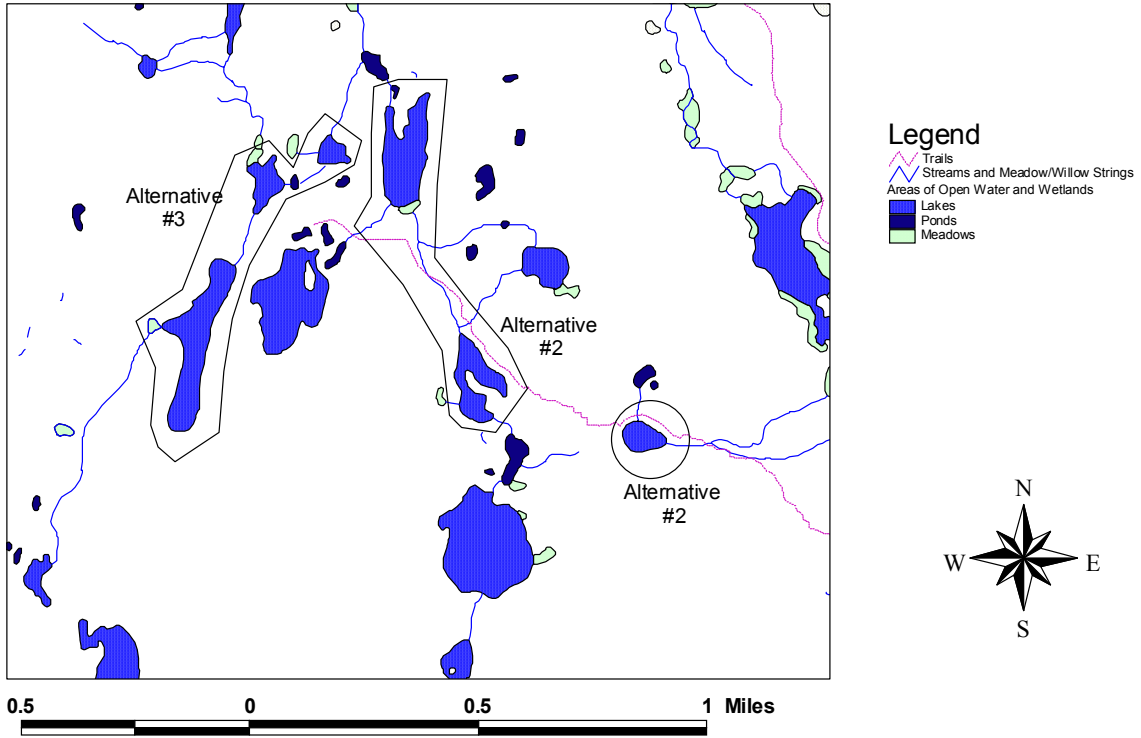 Alternative
#3
Alternative
#2
Alternative
#2
Legend
Trails
Streams and Meadow/Willow Strings
Areas of Open Water and Wetlands
Lakes
Ponds
Meadows
N
W E
S
0.5 0 0.5 1 Miles